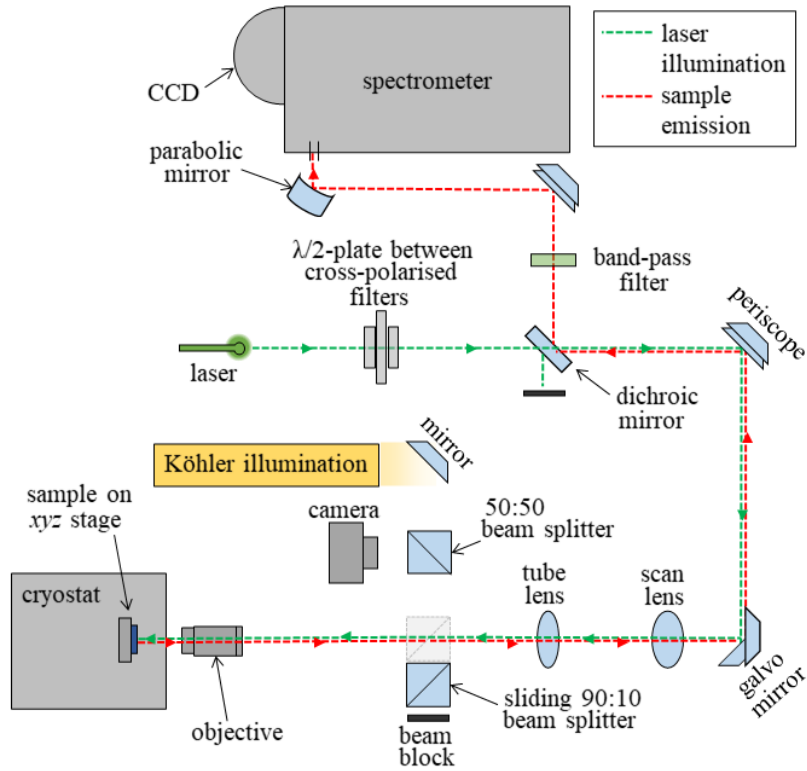 CCD
spectrometer
laser
illumination
sample
emission
parabolic
mirror
λ/2-plate between
cross-polarised
filters
band-pass
filter
periscope
laser
dichroic
mirror
mirror
Köhler illumination
sample on
xyz stage
camera
50:50
beam splitter
cryostat
tube
lens
scan
lens
galvo
mirror
objective
sliding 90:10
beam splitter
beam
block